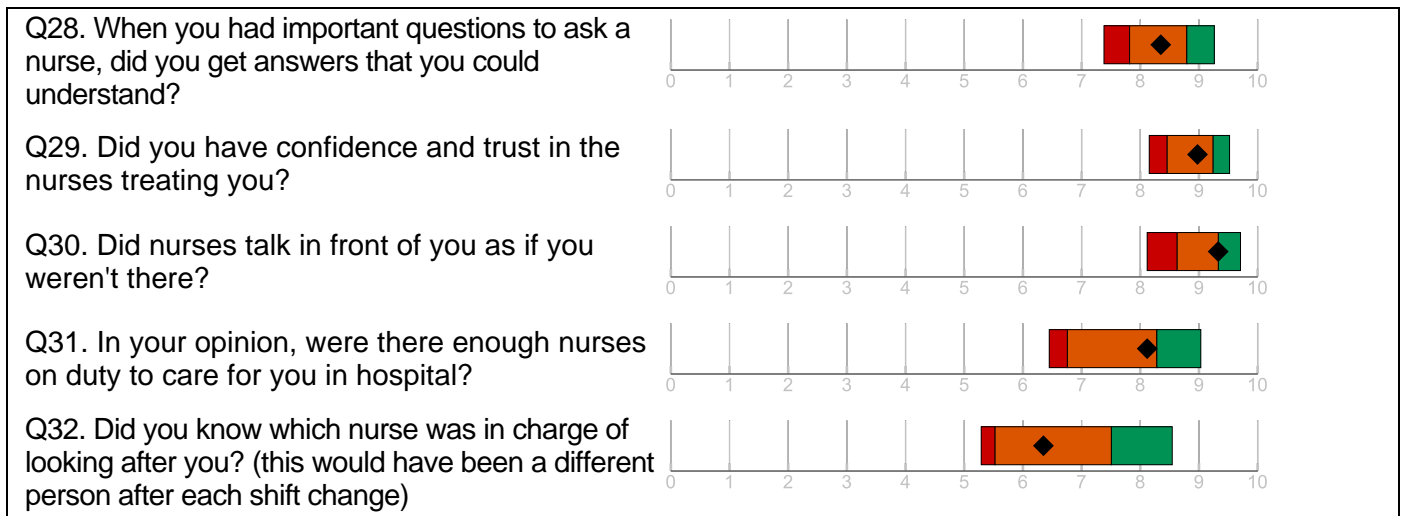 Q28. When you had important questions to ask a
nurse, did you get answers that you could
understand?
0 1 2 3 4 5 6 7 8 9 10
Q29. Did you have confidence and trust in the
nurses treating you?
0 1 2 3 4 5 6 7 8 9 10
Q30. Did nurses talk in front of you as if you
weren't there?
0 1 2 3 4 5 6 7 8 9 10
Q31. In your opinion, were there enough nurses
on duty to care for you in hospital?
0 1 2 3 4 5 6 7 8 9 10
Q32. Did you know which nurse was in charge of
looking after you? (this would have been a different
person after each shift change)
0 1 2 3 4 5 6 7 8 9 10